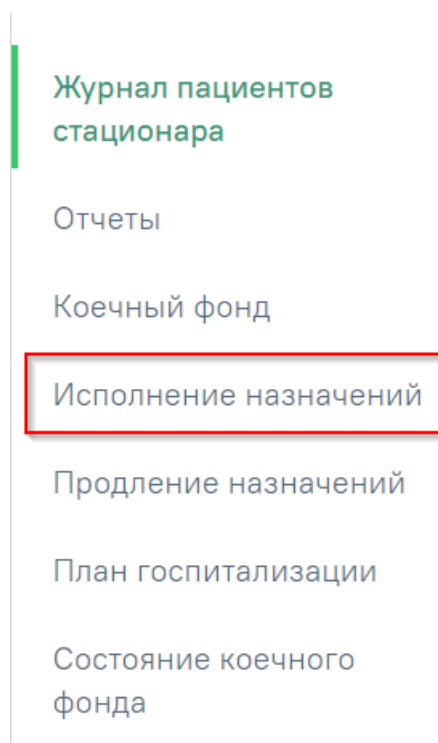 Журнал пациентов
стационара
Отчеты
Коечный фонд
Исполнение назначений
Продление назначений
План госпитализации
Состояние коечного
фонда